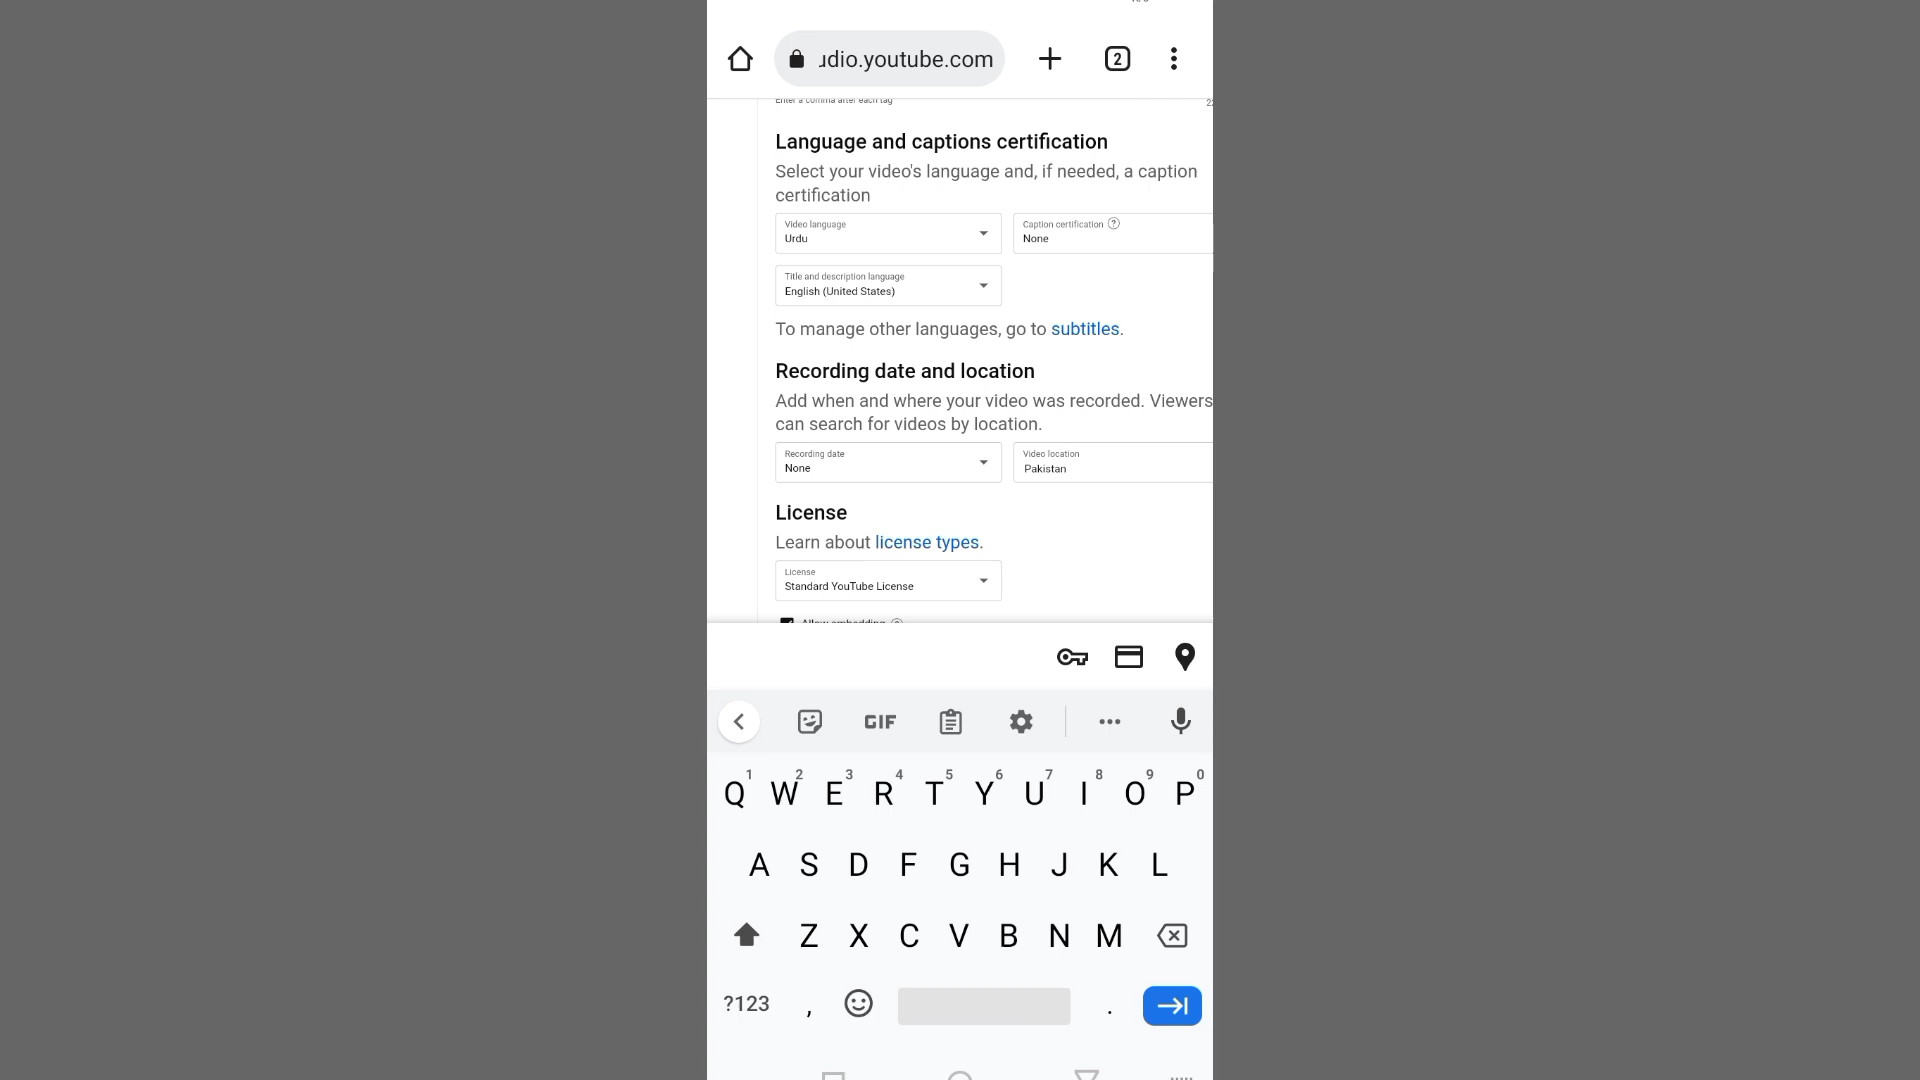 udio.youtube.com
2
Enter a comma after each tag
Language and captions certification
Select your video's language and, if needed, a caption
certification
Video language
Urdu
Caption certification ?
None
Title and description language
English (United States)
To manage other languages, go to subtitles.
Recording date and location
Add when and where your video was recorded. Viewers
can search for videos by location.
Recording date
None
Video location
Pakistan
License
Learn about license types.
License
Standard YouTube License
Allow embedding
GIF
1 2 3 4 5 6 7 8 9 0
Q W E R T Y U I O P
A S D F G H J K L
Z X C V B N M
?123 , .